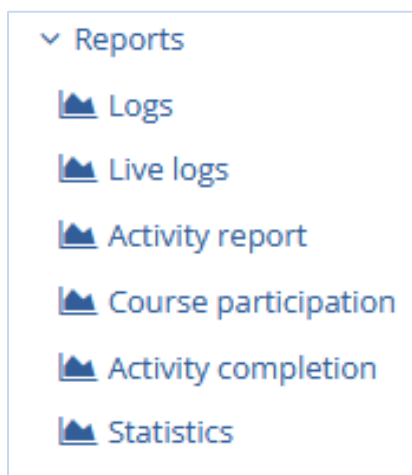 Reports
Logs
Live logs
Activity report
Course participation
Activity completion
Statistics